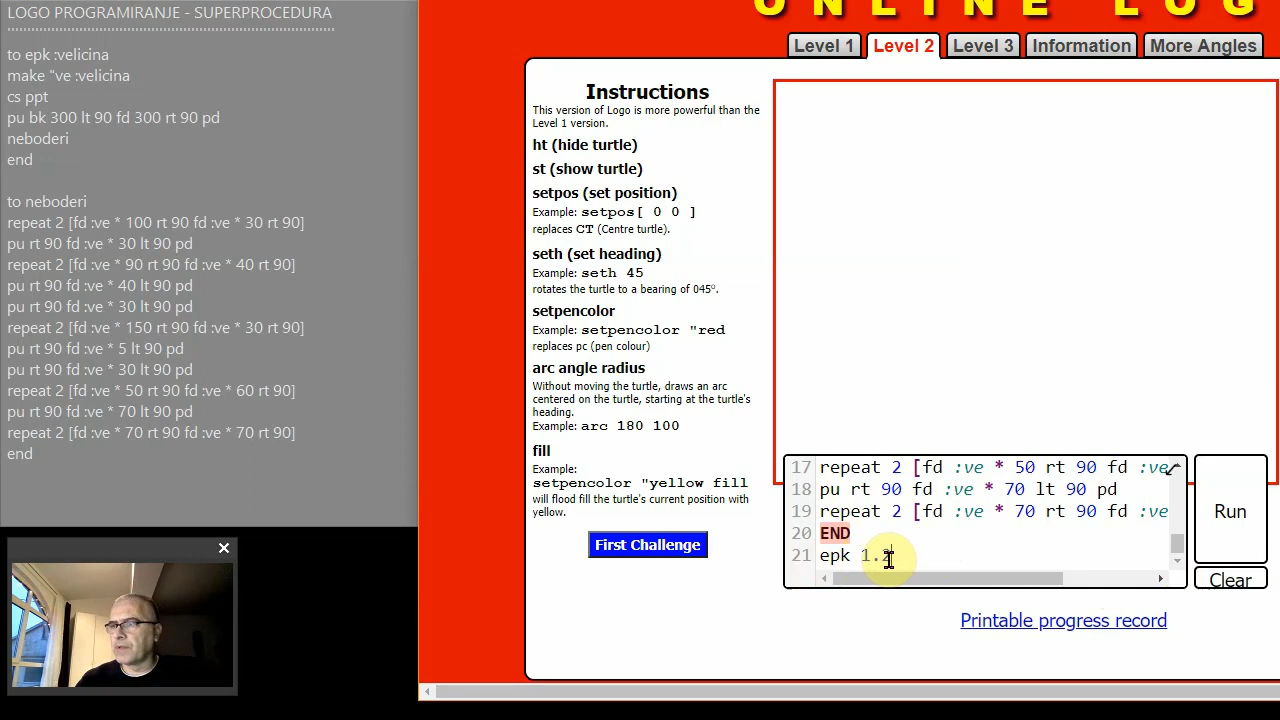 LOGO PROGRAMIRANJE - SUPERPROCEDURA
to epk :velicina
make "ve :velicina
cs ppt
pu bk 300 lt 90 fd 300 rt 90 pd
neboderi
end
to neboderi
repeat 2 [fd :ve * 100 rt 90 fd :ve * 30 rt 90]
pu rt 90 fd :ve * 30 lt 90 pd
repeat 2 [fd :ve * 90 rt 90 fd :ve * 40 rt 90]
pu rt 90 fd :ve * 40 lt 90 pd
pu rt 90 fd :ve * 30 lt 90 pd
repeat 2 [fd :ve * 150 rt 90 fd :ve * 30 rt 90]
pu rt 90 fd :ve * 5 lt 90 pd
pu rt 90 fd :ve * 30 lt 90 pd
repeat 2 [fd :ve * 50 rt 90 fd :ve * 60 rt 90]
pu rt 90 fd :ve * 70 lt 90 pd
repeat 2 [fd :ve * 70 rt 90 fd :ve * 70 rt 90]
end
ONLINE LOG
Level 1 Level 2 Level 3 Information More Angles
Instructions
This version of Logo is more powerful than the
Level 1 version.
ht (hide turtle)
st (show turtle)
setpos (set position)
Example: setpos[ 0 0 ]
replaces CT (Centre turtle).
seth (set heading)
Example: seth 45
rotates the turtle to a bearing of 045º.
setpencolor
Example: setpencolor "red
replaces pc (pen colour)
arc angle radius
Without moving the turtle, draws an arc
centered on the turtle, starting at the turtle's
heading.
Example: arc 180 100
fill
Example:
setpencolor "yellow fill
will flood fill the turtle's current position with
yellow.
First Challenge
17 repeat 2 [fd :ve * 50 rt 90 fd :ve
18 pu rt 90 fd :ve * 70 lt 90 pd
19 repeat 2 [fd :ve * 70 rt 90 fd :ve
20 END
21 epk 1.2
Run
Clear
Printable progress record